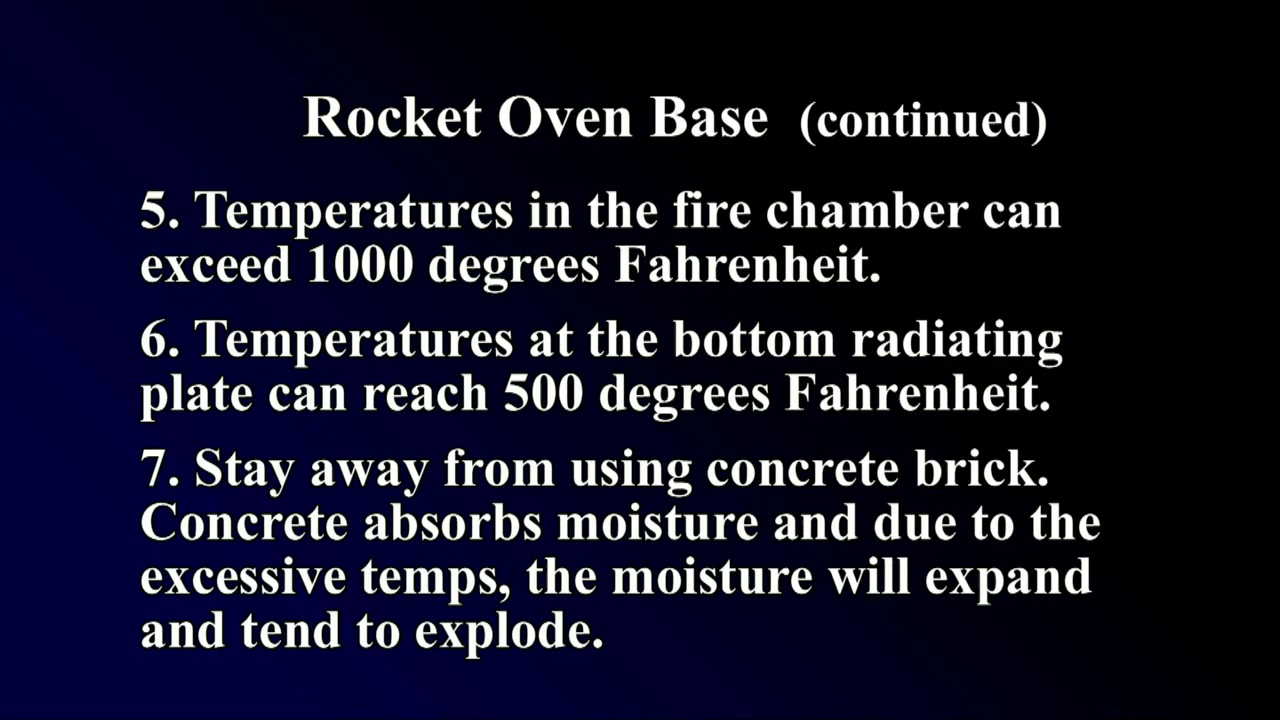 Rocket Oven Base (continued)
5. Temperatures in the fire chamber can
exceed 1000 degrees Fahrenheit.
6. Temperatures at the bottom radiating
plate can reach 500 degrees Fahrenheit.
7. Stay away from using concrete brick.
Concrete absorbs moisture and due to the
excessive temps, the moisture will expand
and tend to explode.